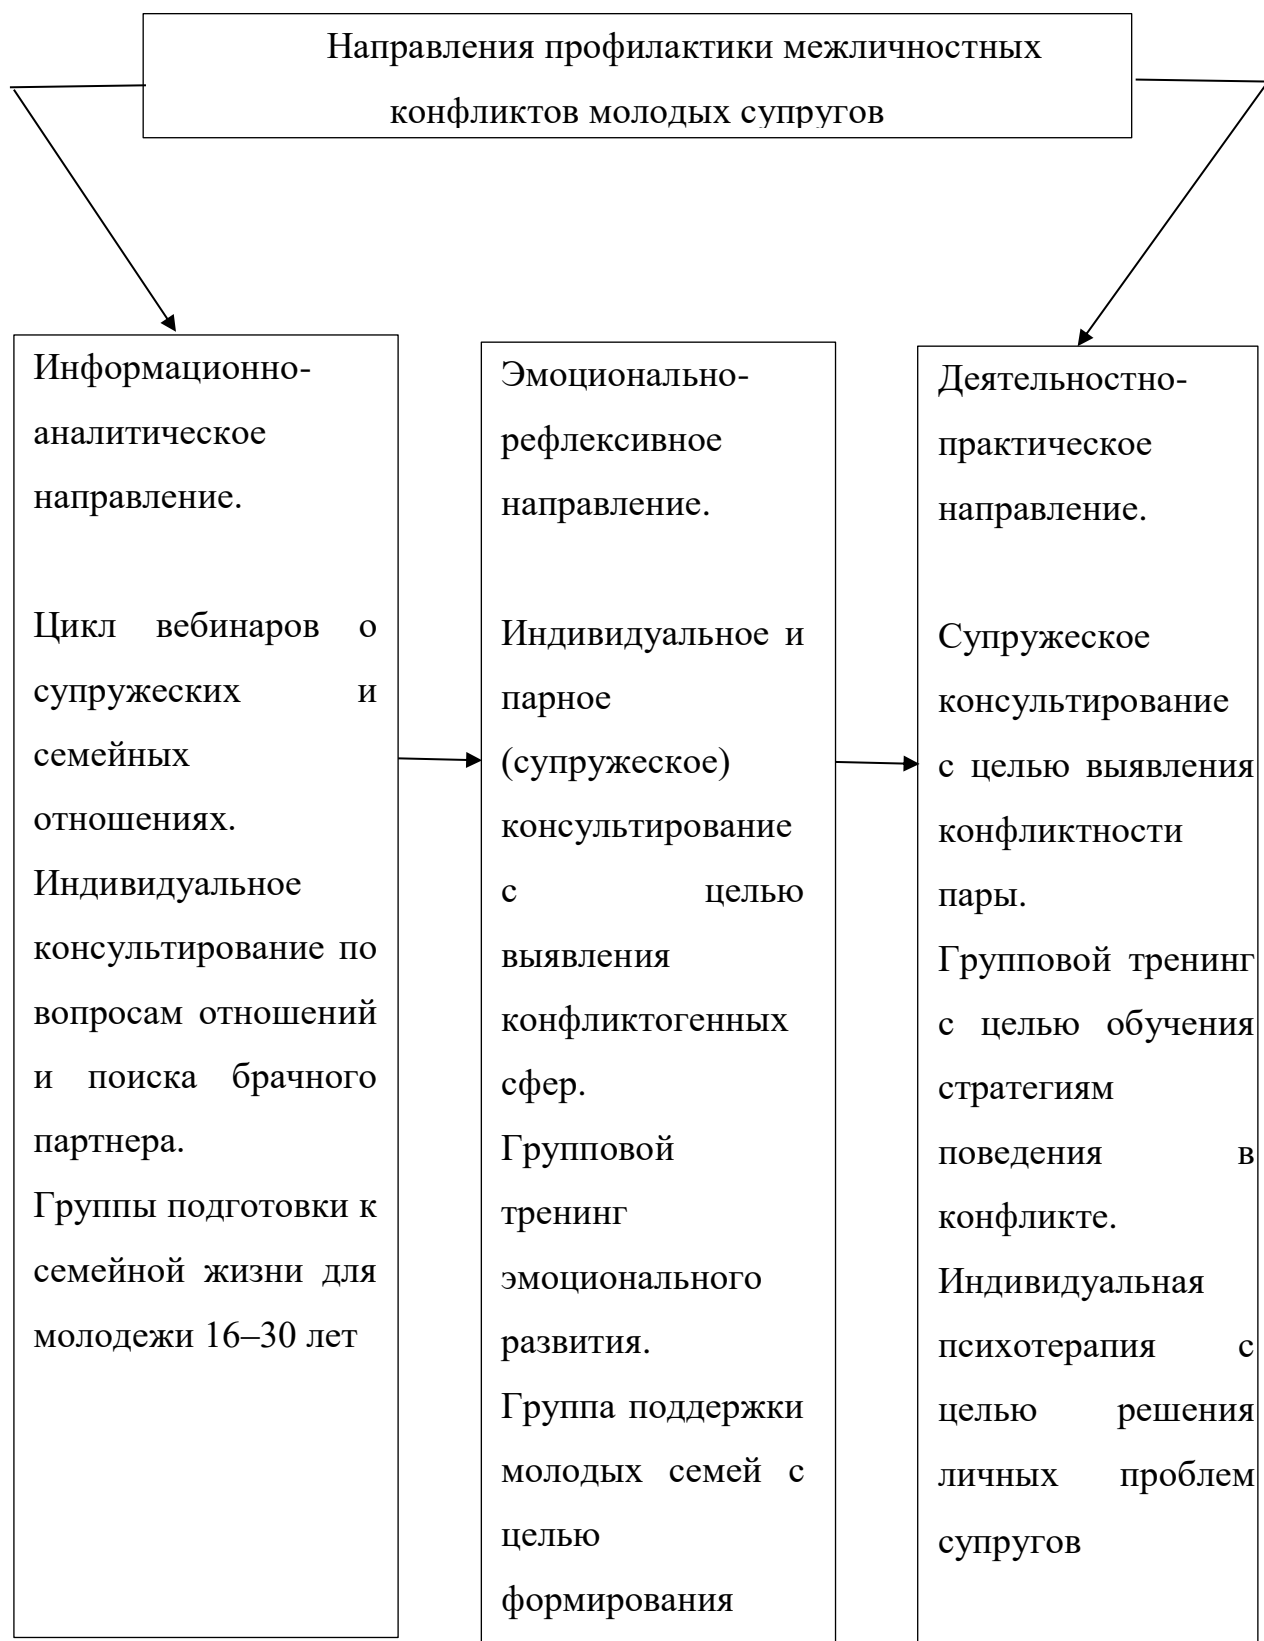 Направления профилактики межличностных
конфликтов молодых супругов
Информационно-
аналитическое
направление.
Цикл вебинаров о
супружеских и
семейных
отношениях.
Индивидуальное
консультирование по
вопросам отношений
и поиска брачного
партнера.
Группы подготовки к
семейной жизни для
молодежи 16–30 лет
Эмоционально-
рефлексивное
направление.
Индивидуальное и
парное
(супружеское)
консультирование
с целью
выявления
конфликтогенных
сфер.
Групповой
тренинг
эмоционального
развития.
Группа поддержки
молодых семей с
целью
формирования
Деятельностно-
практическое
направление.
Супружеское
консультирование
с целью выявления
конфликтности
пары.
Групповой тренинг
с целью обучения
стратегиям
поведения в
конфликте.
Индивидуальная
психотерапия с
целью решения
личных проблем
супругов